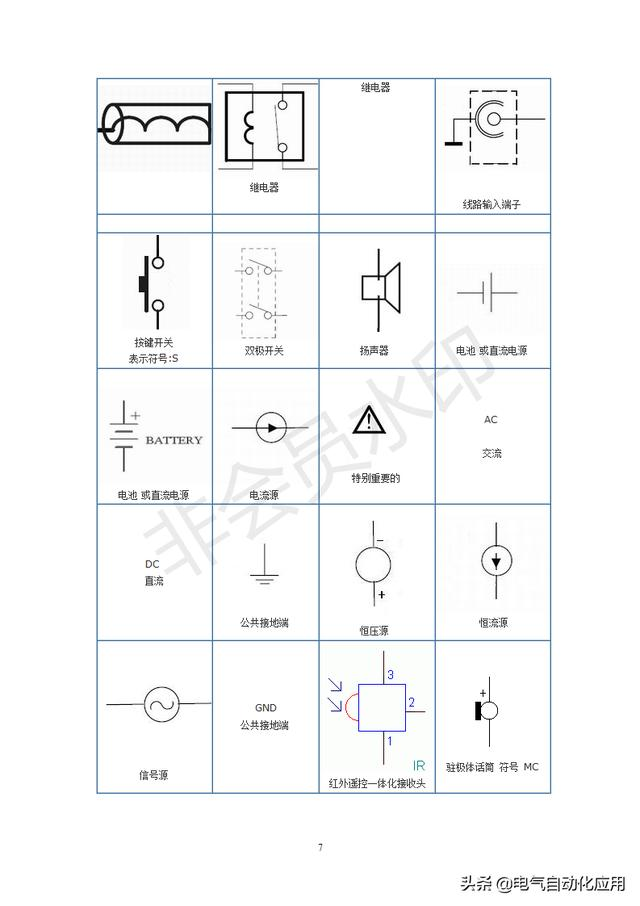 继电器
继电器
线路输入端子
按键开关
表示符号:S
双极开关
扬声器
电池 或直流电源
+
BATTERY
电池 或直流电源
电流源
特别重要的
AC
交流
DC
直流
公共接地端
−
+
恒压源
恒流源
信号源
GND
公共接地端
3
2
1
IR
红外遥控一体化接收头
+
驻极体话筒 符号 MC
非会员水印
7
头条 @电气自动化应用